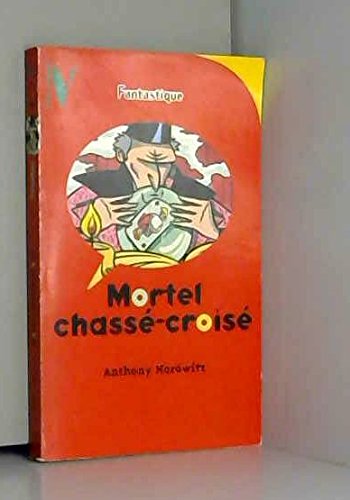 Fantastique
Mortel
chassé-croisé
Anthony Horowitz